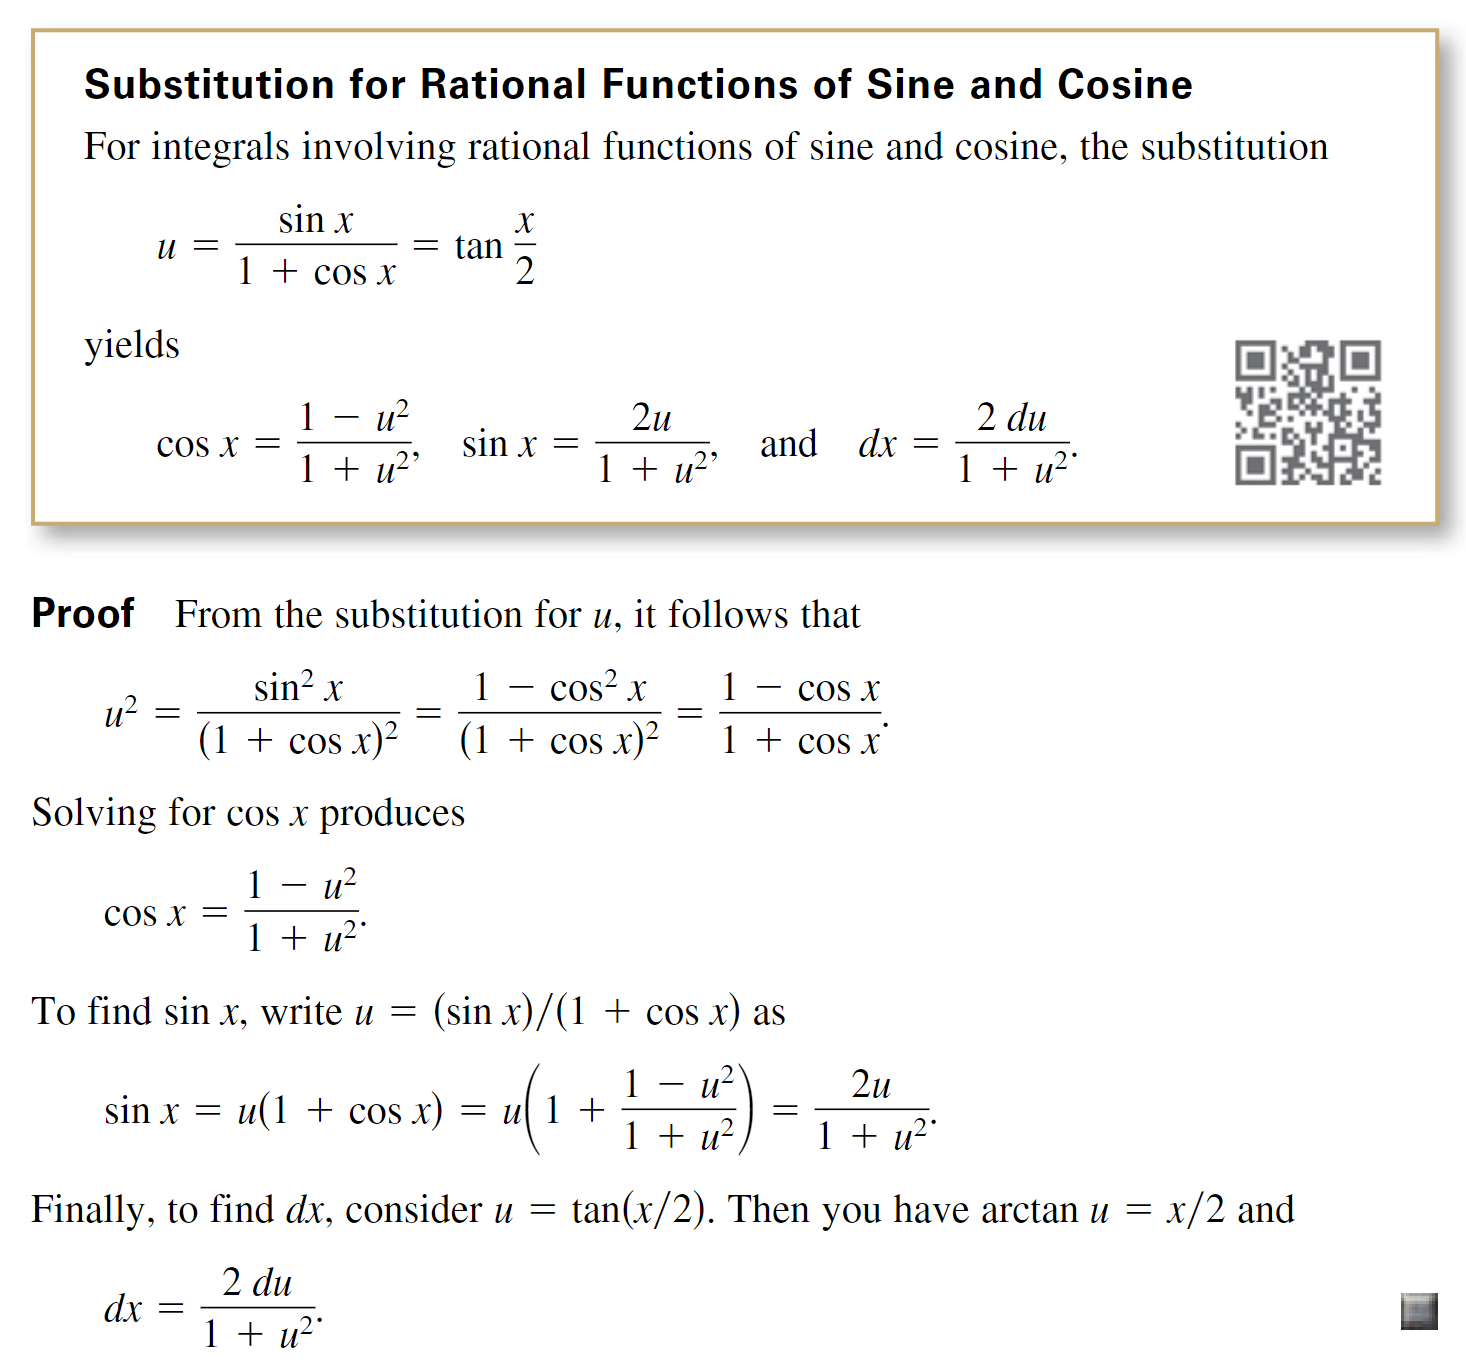 Substitution for Rational Functions of Sine and Cosine
For integrals involving rational functions of sine and cosine, the substitution
u = \frac{\sin x}{1 + \cos x} = \tan \frac{x}{2}
yields
\cos x = \frac{1 - u^2}{1 + u^2}, \sin x = \frac{2u}{1 + u^2}, and dx = \frac{2 du}{1 + u^2}.
Proof From the substitution for u, it follows that
u^2 = \frac{\sin^2 x}{(1 + \cos x)^2} = \frac{1 - \cos^2 x}{(1 + \cos x)^2} = \frac{1 - \cos x}{1 + \cos x}.
Solving for cos x produces
\cos x = \frac{1 - u^2}{1 + u^2}.
To find sin x, write u = (sin x)/(1 + cos x) as
\sin x = u(1 + \cos x) = u\left(1 + \frac{1 - u^2}{1 + u^2}\right) = \frac{2u}{1 + u^2}.
Finally, to find dx, consider u = tan(x/2). Then you have arctan u = x/2 and
dx = \frac{2 du}{1 + u^2}.